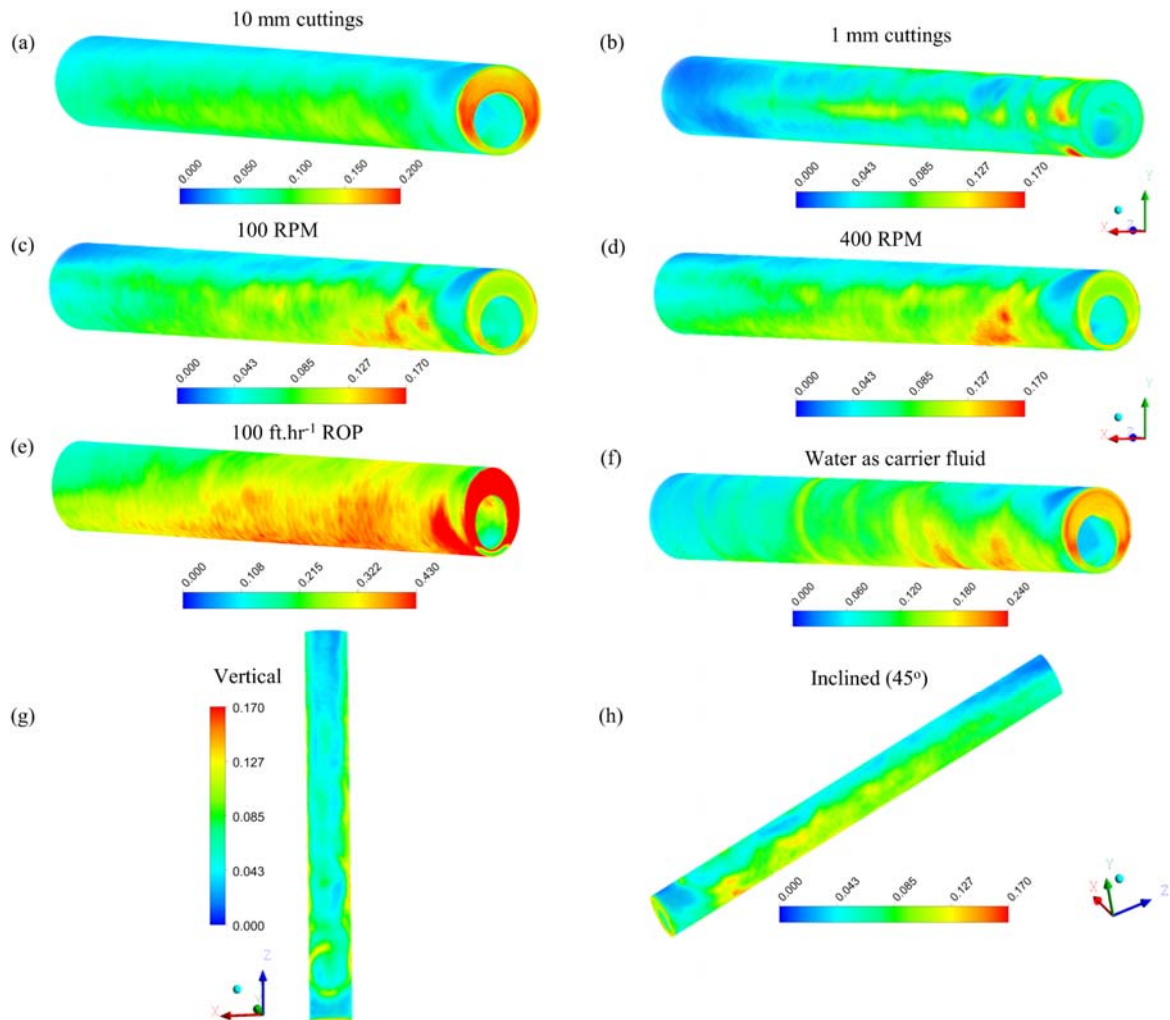 10 mm cuttings
(a)
0.000 0.050 0.100 0.150 0.200
1 mm cuttings
(b)
0.000 0.043 0.085 0.127 0.170
Y
X Z
100 RPM
(c)
0.000 0.043 0.085 0.127 0.170
400 RPM
(d)
0.000 0.043 0.085 0.127 0.170
Y
X Z
100 ft.hr⁻¹ ROP
(e)
0.000 0.108 0.215 0.322 0.430
Water as carrier fluid
(f)
0.000 0.060 0.120 0.180 0.240
Vertical
(g)
0.170
0.127
0.085
0.043
0.000
Z
X Y
Inclined (45º)
(h)
0.000 0.043 0.085 0.127 0.170
Y
X Z